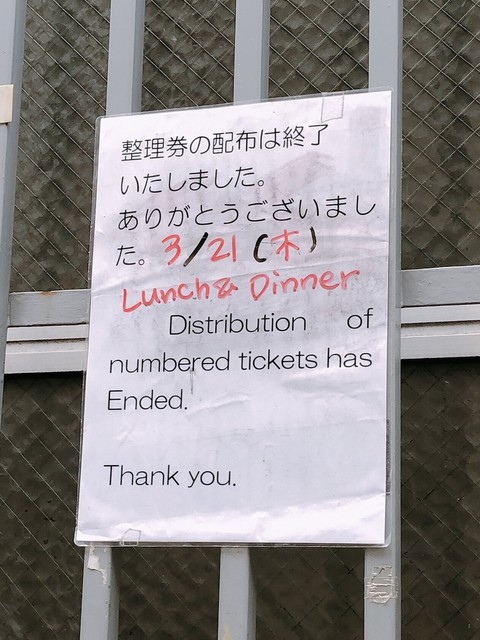 整理券の配布は終了
いたしました。
ありがとうございまし
た。3/21(木)
Lunch& Dinner
Distribution of
numbered tickets has
Ended.
Thank you.